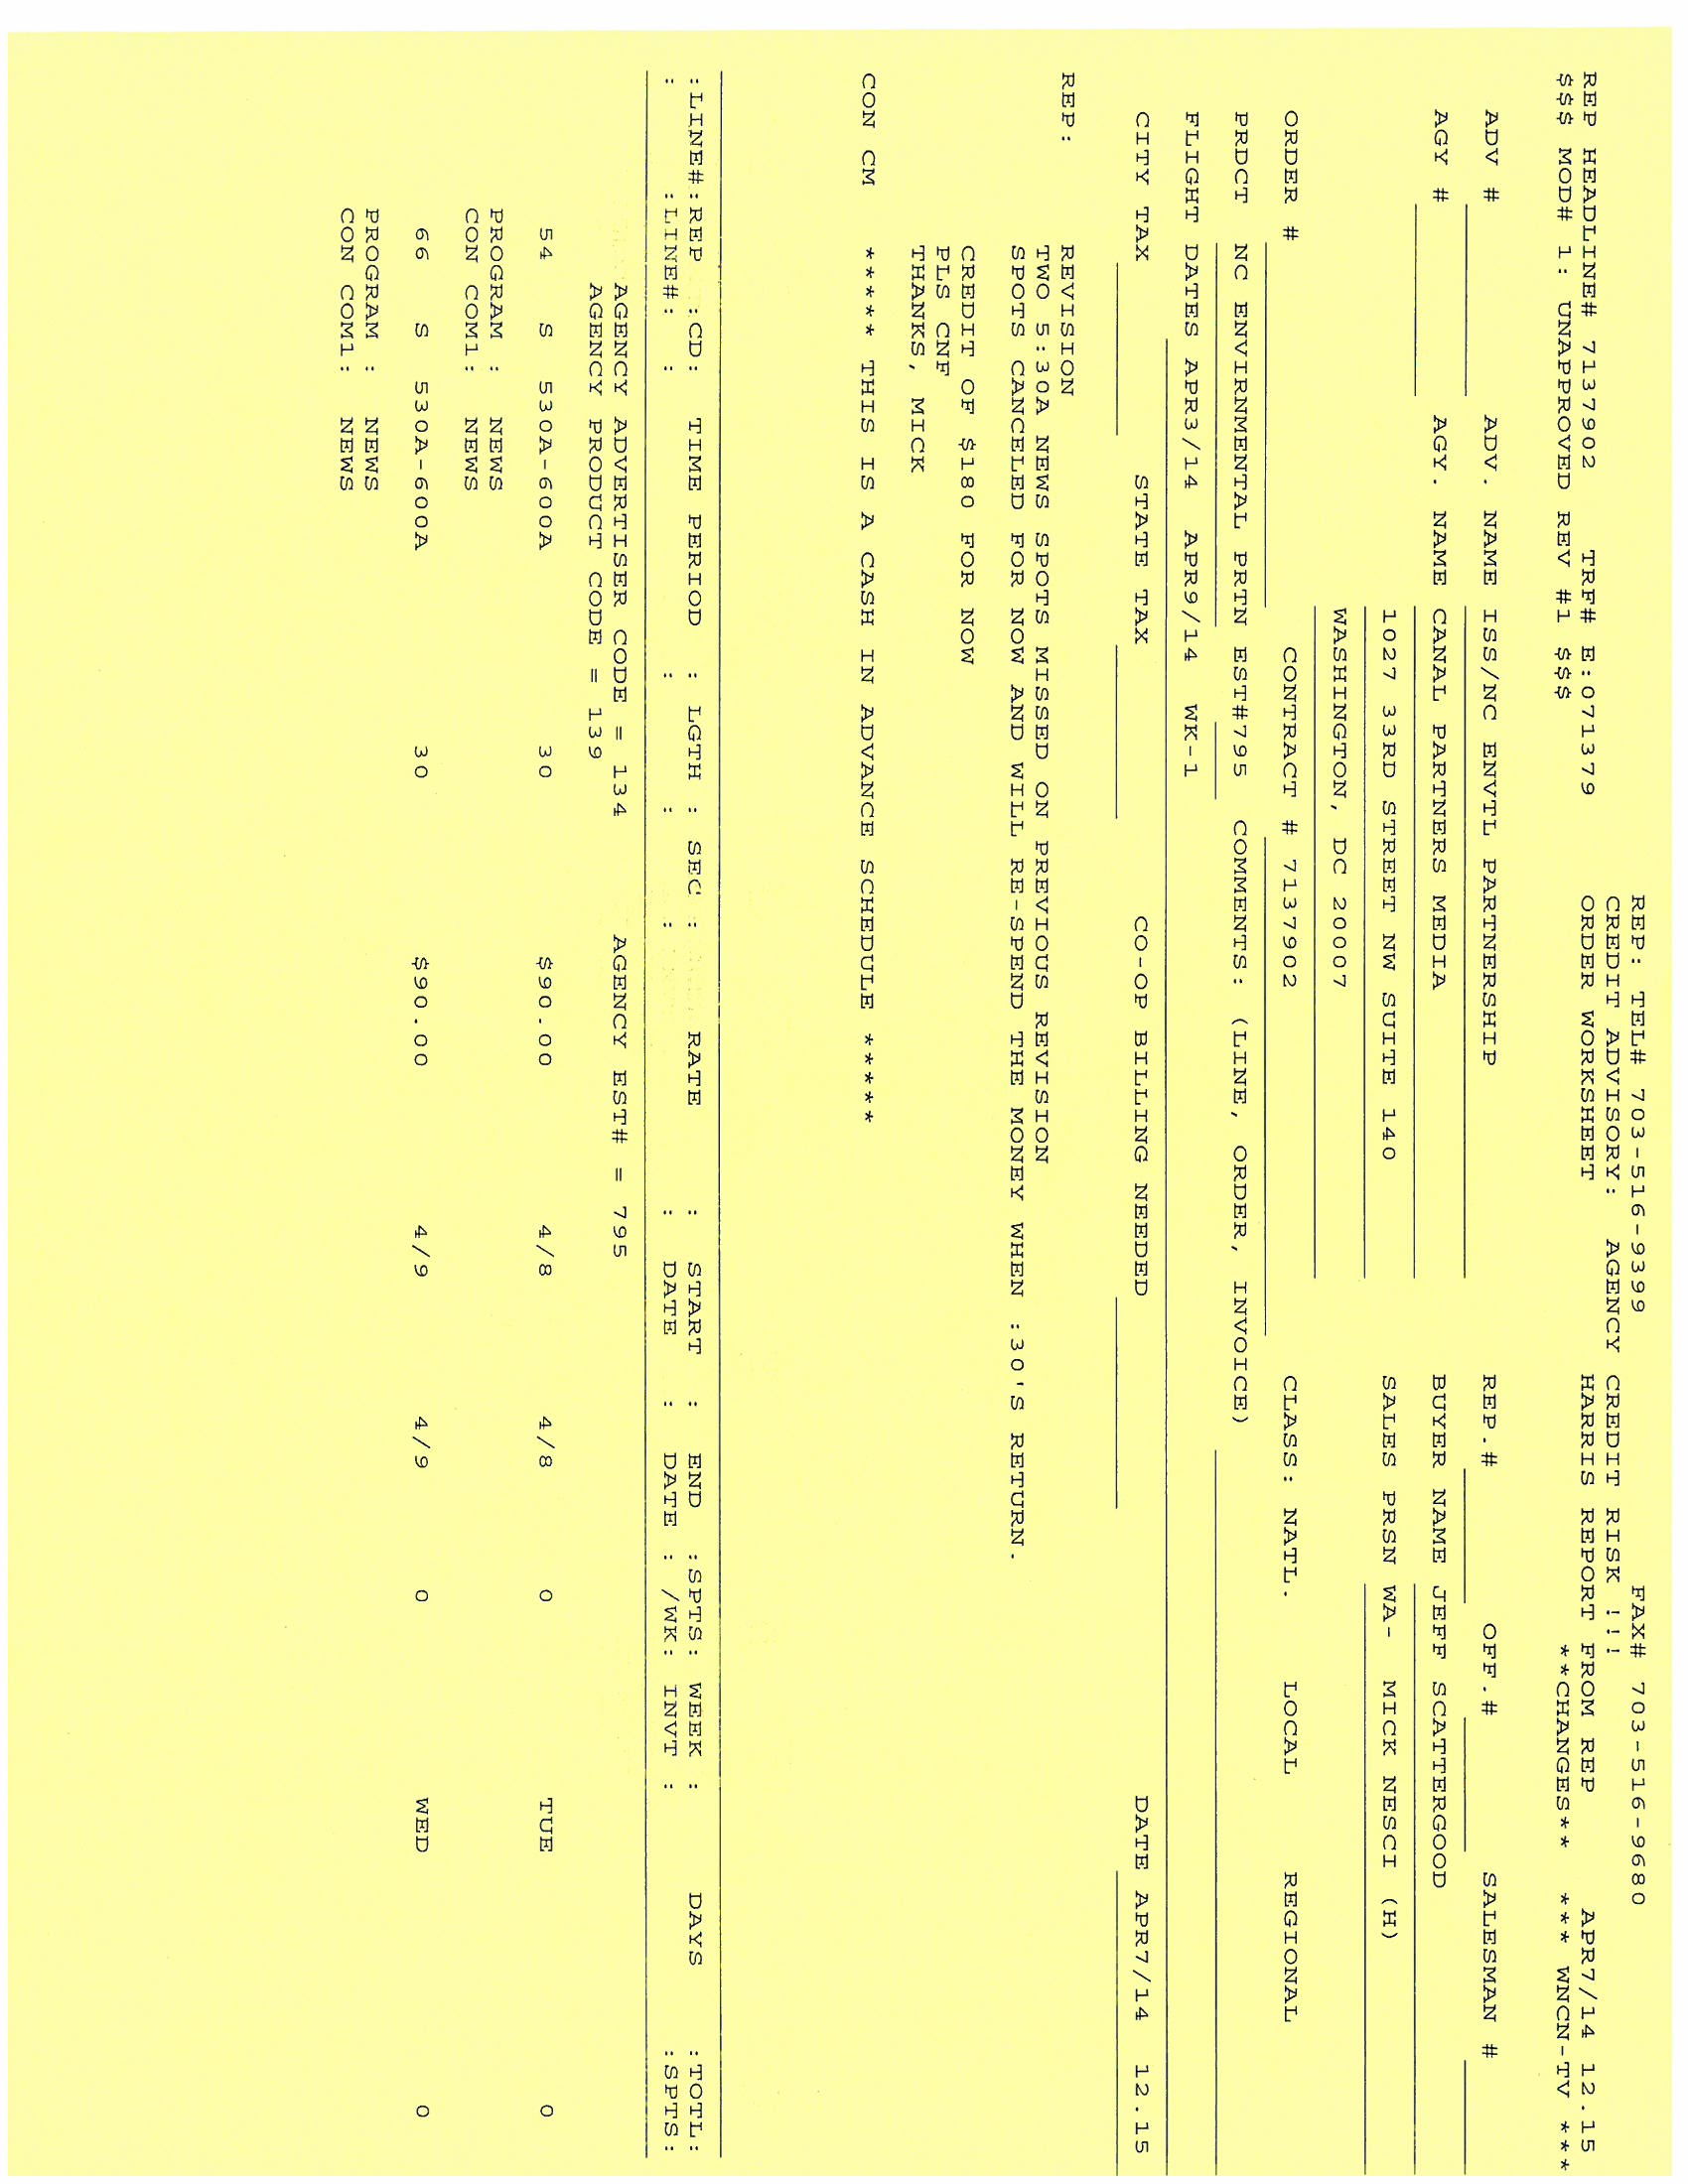 REP: TEL# 703-516-9399 FAX# 703-516-9680
CREDIT ADVISORY: AGENCY CREDIT RISK !!!
REP HEADLINE# 7137902 TRF# E:071379 ORDER WORKSHEET HARRIS REPORT FROM REP APR7/14 12.15
$$$ MOD# 1: UNAPPROVED REV #1 $$$ **CHANGES** *** WNCN-TV ***
ADV # ADV. NAME ISS/NC ENVTL PARTNERSHIP REP.# OFF.# SALESMAN #
AGY # AGY. NAME CANAL PARTNERS MEDIA BUYER NAME JEFF SCATTERGOOD
1027 33RD STREET NW SUITE 140 SALES PRSN WA- MICK NESCI (H)
WASHINGTON, DC 20007
ORDER # CONTRACT # 7137902 CLASS: NATL. LOCAL REGIONAL
PRDCT NC ENVIRNMENTAL PRTN EST#795 COMMENTS: (LINE, ORDER, INVOICE)
FLIGHT DATES APR3/14 APR9/14 WK-1
CITY TAX STATE TAX CO-OP BILLING NEEDED DATE APR7/14 12.15
REP: REVISION
TWO 5:30A NEWS SPOTS MISSED ON PREVIOUS REVISION
SPOTS CANCELED FOR NOW AND WILL RE-SPEND THE MONEY WHEN :30'S RETURN.
CREDIT OF $180 FOR NOW
PLS CNF
THANKS, MICK
CON CM ***** THIS IS A CASH IN ADVANCE SCHEDULE *****
:LINE#:REP :CD: TIME PERIOD : LGTH : SEC : RATE : START : END :SPTS: WEEK : DAYS :TOTL:
: :LINE#: : : : : : DATE : DATE : /WK: INVT : :SPTS:
AGENCY ADVERTISER CODE = 134 AGENCY EST# = 795
AGENCY PRODUCT CODE = 139
54 S 530A-600A 30 $90.00 4/8 4/8 0 TUE 0
PROGRAM : NEWS
CON COM1: NEWS
66 S 530A-600A 30 $90.00 4/9 4/9 0 WED 0
PROGRAM : NEWS
CON COM1: NEWS